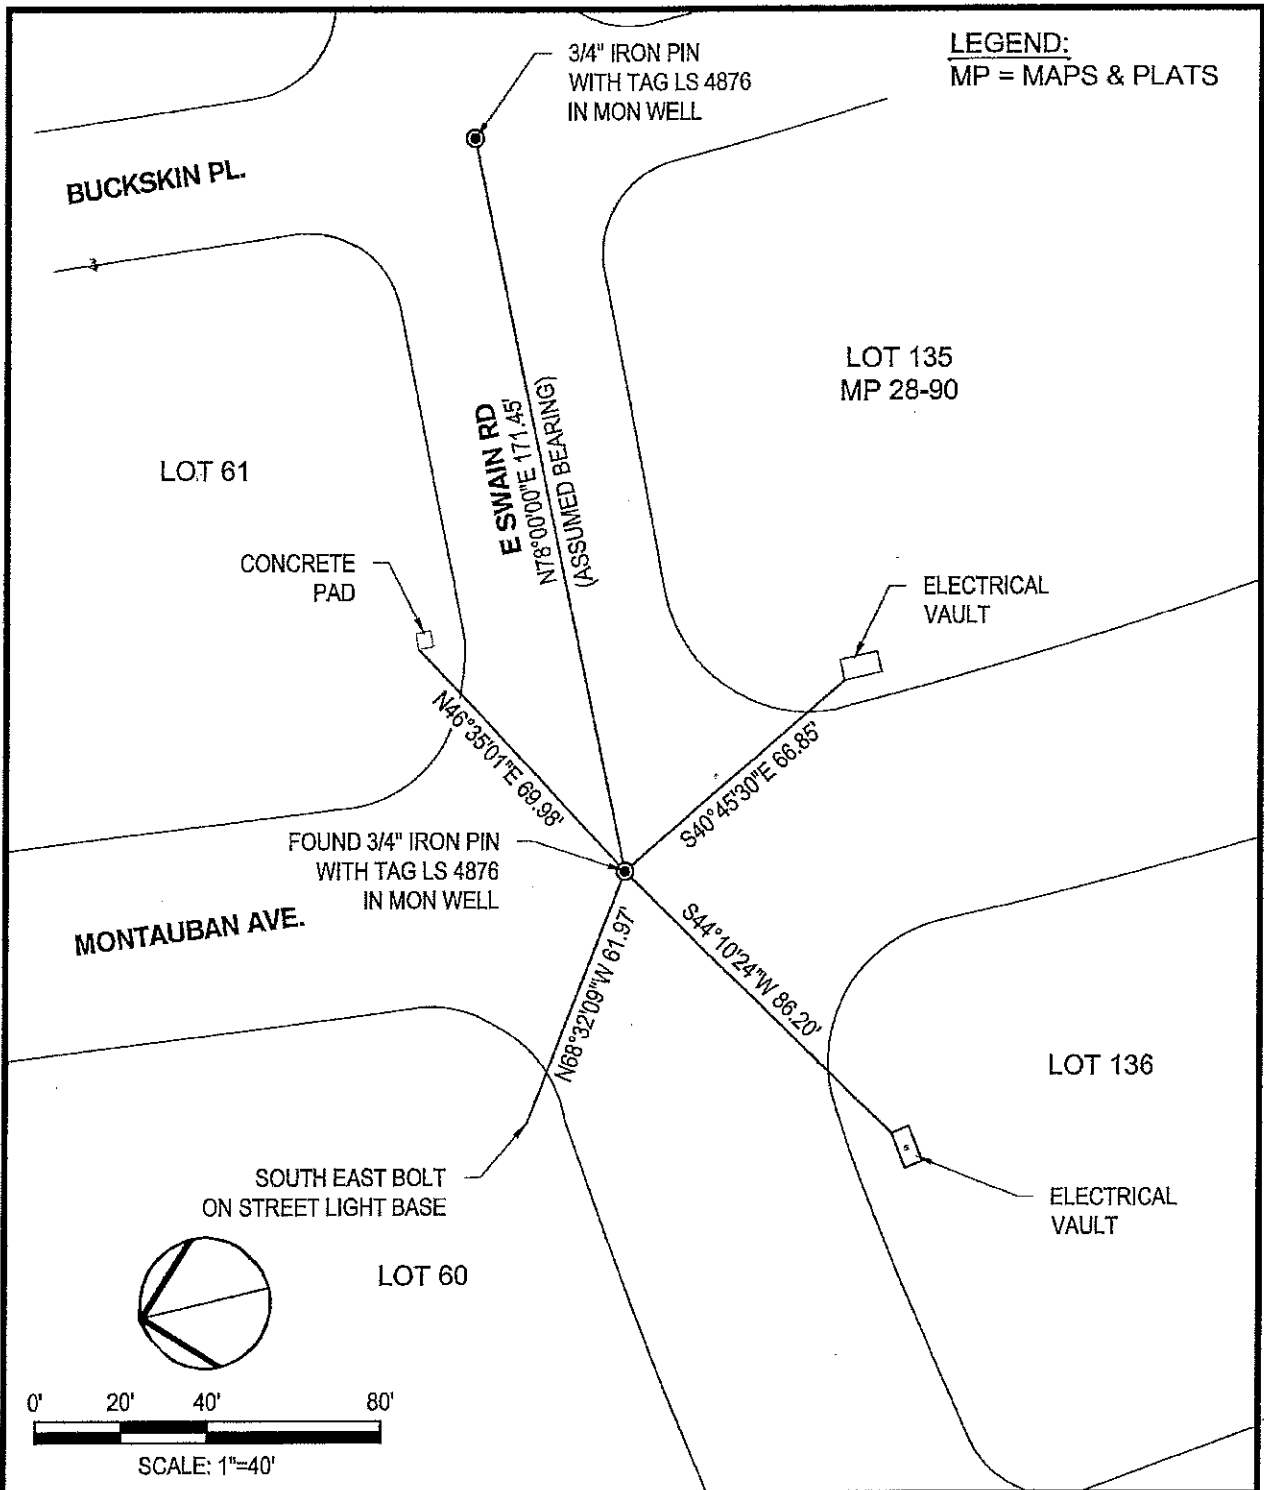 LEGEND:
MP = MAPS & PLATS
3/4" IRON PIN
WITH TAG LS 4876
IN MON WELL
BUCKSKIN PL.
LOT 135
MP 28-90
LOT 61
E SWAIN RD
N78°00'00"E 171.45'
(ASSUMED BEARING)
CONCRETE
PAD
ELECTRICAL
VAULT
N46°35'01"E 69.98'
S40°45'30"E 66.85'
FOUND 3/4" IRON PIN
WITH TAG LS 4876
IN MON WELL
MONTAUBAN AVE.
N68°32'09"W 61.97'
S44°10'24"W 86.20'
LOT 136
SOUTH EAST BOLT
ON STREET LIGHT BASE
ELECTRICAL
VAULT
LOT 60
0' 20' 40' 80'
SCALE: 1"=40'